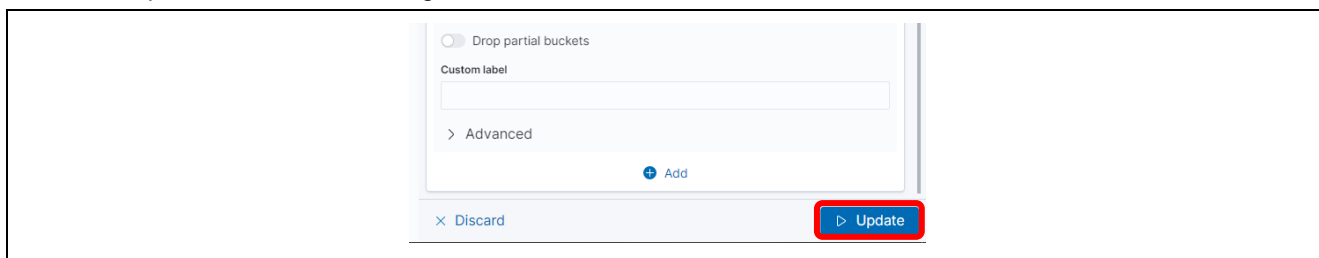 Drop partial buckets
Custom label
Advanced
Add
Discard
Update